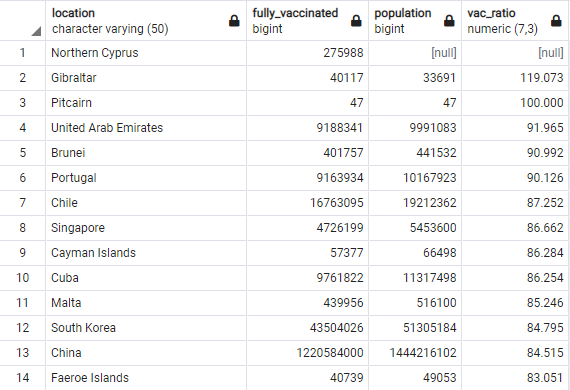 location fully_vaccinated population vac_ratio
character varying (50) bigint bigint numeric (7,3)
1 Northern Cyprus 275988 [null] [null]
2 Gibraltar 40117 33691 119.073
3 Pitcairn 47 47 100.000
4 United Arab Emirates 9188341 9991083 91.965
5 Brunei 401757 441532 90.992
6 Portugal 9163934 10167923 90.126
7 Chile 16763095 19212362 87.252
8 Singapore 4726199 5453600 86.662
9 Cayman Islands 57377 66498 86.284
10 Cuba 9761822 11317498 86.254
11 Malta 439956 516100 85.246
12 South Korea 43504026 51305184 84.795
13 China 1220584000 1444216102 84.515
14 Faeroe Islands 40739 49053 83.051